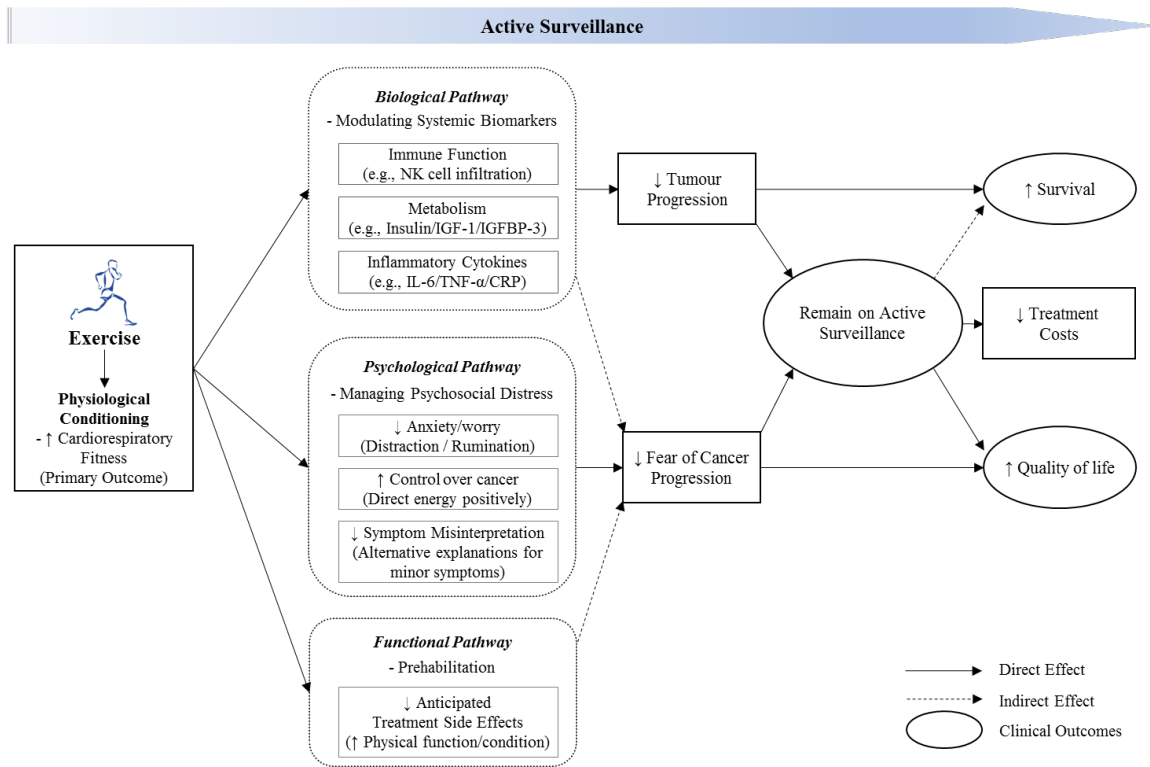 Active Surveillance
Exercise
Physiological
Conditioning
- ↑ Cardiorespiratory
Fitness
(Primary Outcome)
Biological Pathway
- Modulating Systemic Biomarkers
Immune Function
(e.g., NK cell infiltration)
Metabolism
(e.g., Insulin/IGF-1/IGFBP-3)
Inflammatory Cytokines
(e.g., IL-6/TNF-α/CRP)
Psychological Pathway
- Managing Psychosocial Distress
↓ Anxiety/worry
(Distraction / Rumination)
↑ Control over cancer
(Direct energy positively)
↓ Symptom Misinterpretation
(Alternative explanations for
minor symptoms)
Functional Pathway
- Prehabilitation
↓ Anticipated
Treatment Side Effects
(↑ Physical function/condition)
↓ Tumour
Progression
↓ Fear of Cancer
Progression
Remain on Active
Surveillance
↑ Survival
↓ Treatment
Costs
↑ Quality of life
Direct Effect
Indirect Effect
Clinical Outcomes